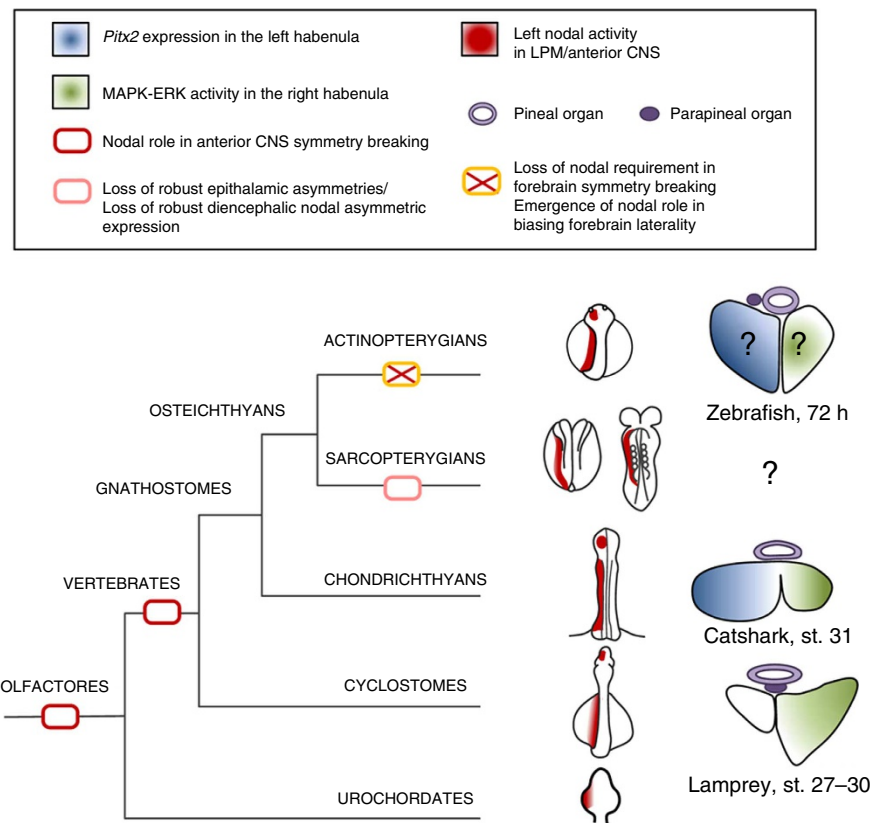 Pitx2 expression in the left habenula
MAPK-ERK activity in the right habenula
Nodal role in anterior CNS symmetry breaking
Loss of robust epithalamic asymmetries/
Loss of robust diencephalic nodal asymmetric
expression
Left nodal activity
in LPM/anterior CNS
Pineal organ
Parapineal organ
Loss of nodal requirement in
forebrain symmetry breaking
Emergence of nodal role in
biasing forebrain laterality
ACTINOPTERYGIANS
? ?
Zebrafish, 72 h
OSTEICHTHYANS
SARCOPTERYGIANS
?
GNATHOSTOMES
CHONDRICHTHYANS
VERTEBRATES
Catshark, st. 31
OLFACTORES
CYCLOSTOMES
Lamprey, st. 27–30
UROCHORDATES